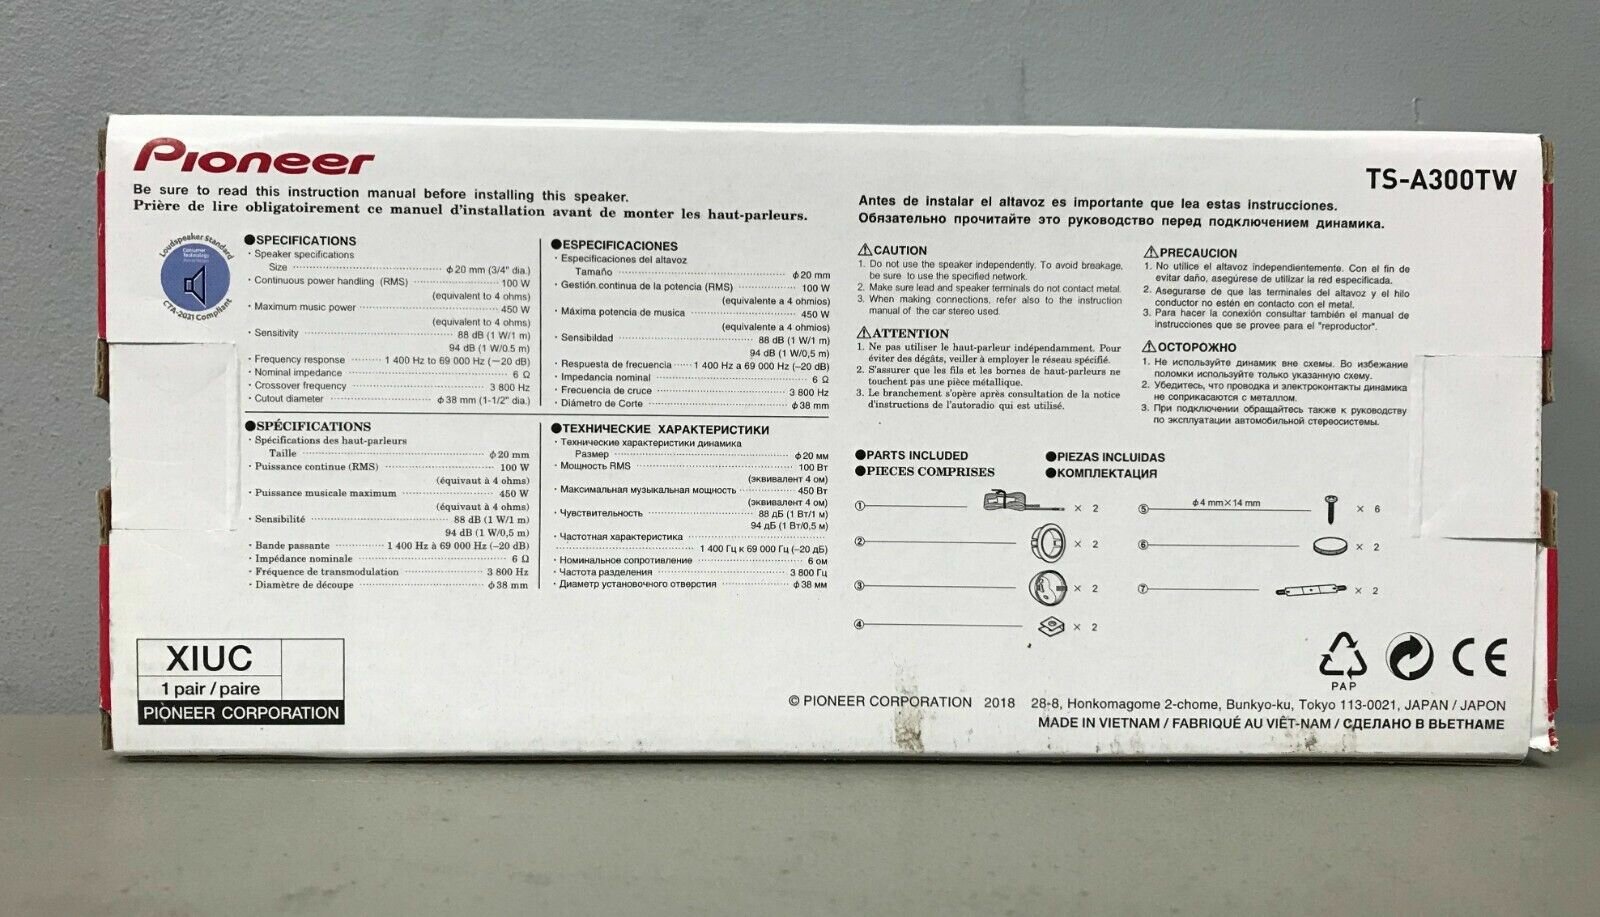 Pioneer
TS-A300TW
Be sure to read this instruction manual before installing this speaker.
Prière de lire obligatoirement ce manuel d'installation avant de monter les haut-parleurs.
Antes de instalar el altavoz es importante que lea estas instrucciones.
Обязательно прочитайте это руководство перед подключением динамика.
Loudspeaker Standard
Consumer
Technology
Association
CTA-2031 Compliant
●SPECIFICATIONS
· Speaker specifications
Size φ20 mm (3/4" dia.)
· Continuous power handling (RMS) 100 W
(equivalent to 4 ohms)
· Maximum music power 450 W
(equivalent to 4 ohms)
· Sensitivity 88 dB (1 W/1 m)
94 dB (1 W/0.5 m)
· Frequency response 1 400 Hz to 69 000 Hz (−20 dB)
· Nominal impedance 6 Ω
· Crossover frequency 3 800 Hz
· Cutout diameter φ38 mm (1-1/2" dia.)
●ESPECIFICACIONES
· Especificaciones del altavoz
Tamaño φ20 mm
· Gestión continua de la potencia (RMS) 100 W
(equivalente a 4 ohmios)
· Máxima potencia de musica 450 W
(equivalente a 4 ohmios)
· Sensibildad 88 dB (1 W/1 m)
94 dB (1 W/0,5 m)
· Respuesta de frecuencia 1 400 Hz a 69 000 Hz (–20 dB)
· Impedancia nominal 6 Ω
· Frecuencia de cruce 3 800 Hz
· Diámetro de Corte φ38 mm
●SPÉCIFICATIONS
· Spécifications des haut-parleurs
Taille φ20 mm
· Puissance continue (RMS) 100 W
(équivaut à 4 ohms)
· Puissance musicale maximum 450 W
(équivaut à 4 ohms)
· Sensibilité 88 dB (1 W/1 m)
94 dB (1 W/0,5 m)
· Bande passante 1 400 Hz à 69 000 Hz (–20 dB)
· Impédance nominale 6 Ω
· Fréquence de transmodulation 3 800 Hz
· Diamètre de découpe φ38 mm
●ТЕХНИЧЕСКИЕ ХАРАКТЕРИСТИКИ
· Технические характеристики динамика
Размер φ20 мм
· Мощность RMS 100 Вт
(эквивалент 4 ом)
· Максимальная музыкальная мощность 450 Вт
(эквивалент 4 ом)
· Чувствительность 88 дБ (1 Вт/1 м)
94 дБ (1 Вт/0,5 м)
· Частотная характеристика
1 400 Гц к 69 000 Гц (–20 дБ)
· Номинальное сопротивление 6 ом
· Частота разделения 3 800 Гц
· Диаметр установочного отверстия φ38 мм
⚠CAUTION
1. Do not use the speaker independently. To avoid breakage,
be sure to use the specified network.
2. Make sure lead and speaker terminals do not contact metal.
3. When making connections, refer also to the instruction
manual of the car stereo used.
⚠ATTENTION
1. Ne pas utiliser le haut-parleur indépendamment. Pour
éviter des dégâts, veiller à employer le réseau spécifié.
2. S'assurer que les fils et les bornes de haut-parleurs ne
touchent pas une pièce métallique.
3. Le branchement s'opère après consultation de la notice
d'instructions de l'autoradio qui est utilisé.
⚠PRECAUCION
1. No utilice el altavoz independientemente. Con el fin de
evitar daño, asegúrese de utilizar la red especificada.
2. Asegurarse de que las terminales del altavoz y el hilo
conductor no estén en contacto con el metal.
3. Para hacer la conexión consultar también el manual de
instrucciones que se provee para el "reproductor".
⚠ОСТОРОЖНО
1. Не используйте динамик вне схемы. Во избежание
поломки используйте только указанную схему.
2. Убедитесь, что проводка и электроконтакты динамика
не соприкасаются с металлом.
3. При подключении обращайтесь также к руководству
по эксплуатации автомобильной стереосистемы.
●PARTS INCLUDED
●PIECES COMPRISES
●PIEZAS INCLUIDAS
●КОМПЛЕКТАЦИЯ
① × 2
② × 2
③ × 2
④ × 2
⑤ φ4 mm×14 mm × 6
⑥ × 2
⑦ × 2
XIUC
1 pair / paire
PIONEER CORPORATION
PAP
CE
© PIONEER CORPORATION 2018 28-8, Honkomagome 2-chome, Bunkyo-ku, Tokyo 113-0021, JAPAN / JAPON
MADE IN VIETNAM / FABRIQUÉ AU VIÊT-NAM / СДЕЛАНО В ВЬЕТНАМЕ